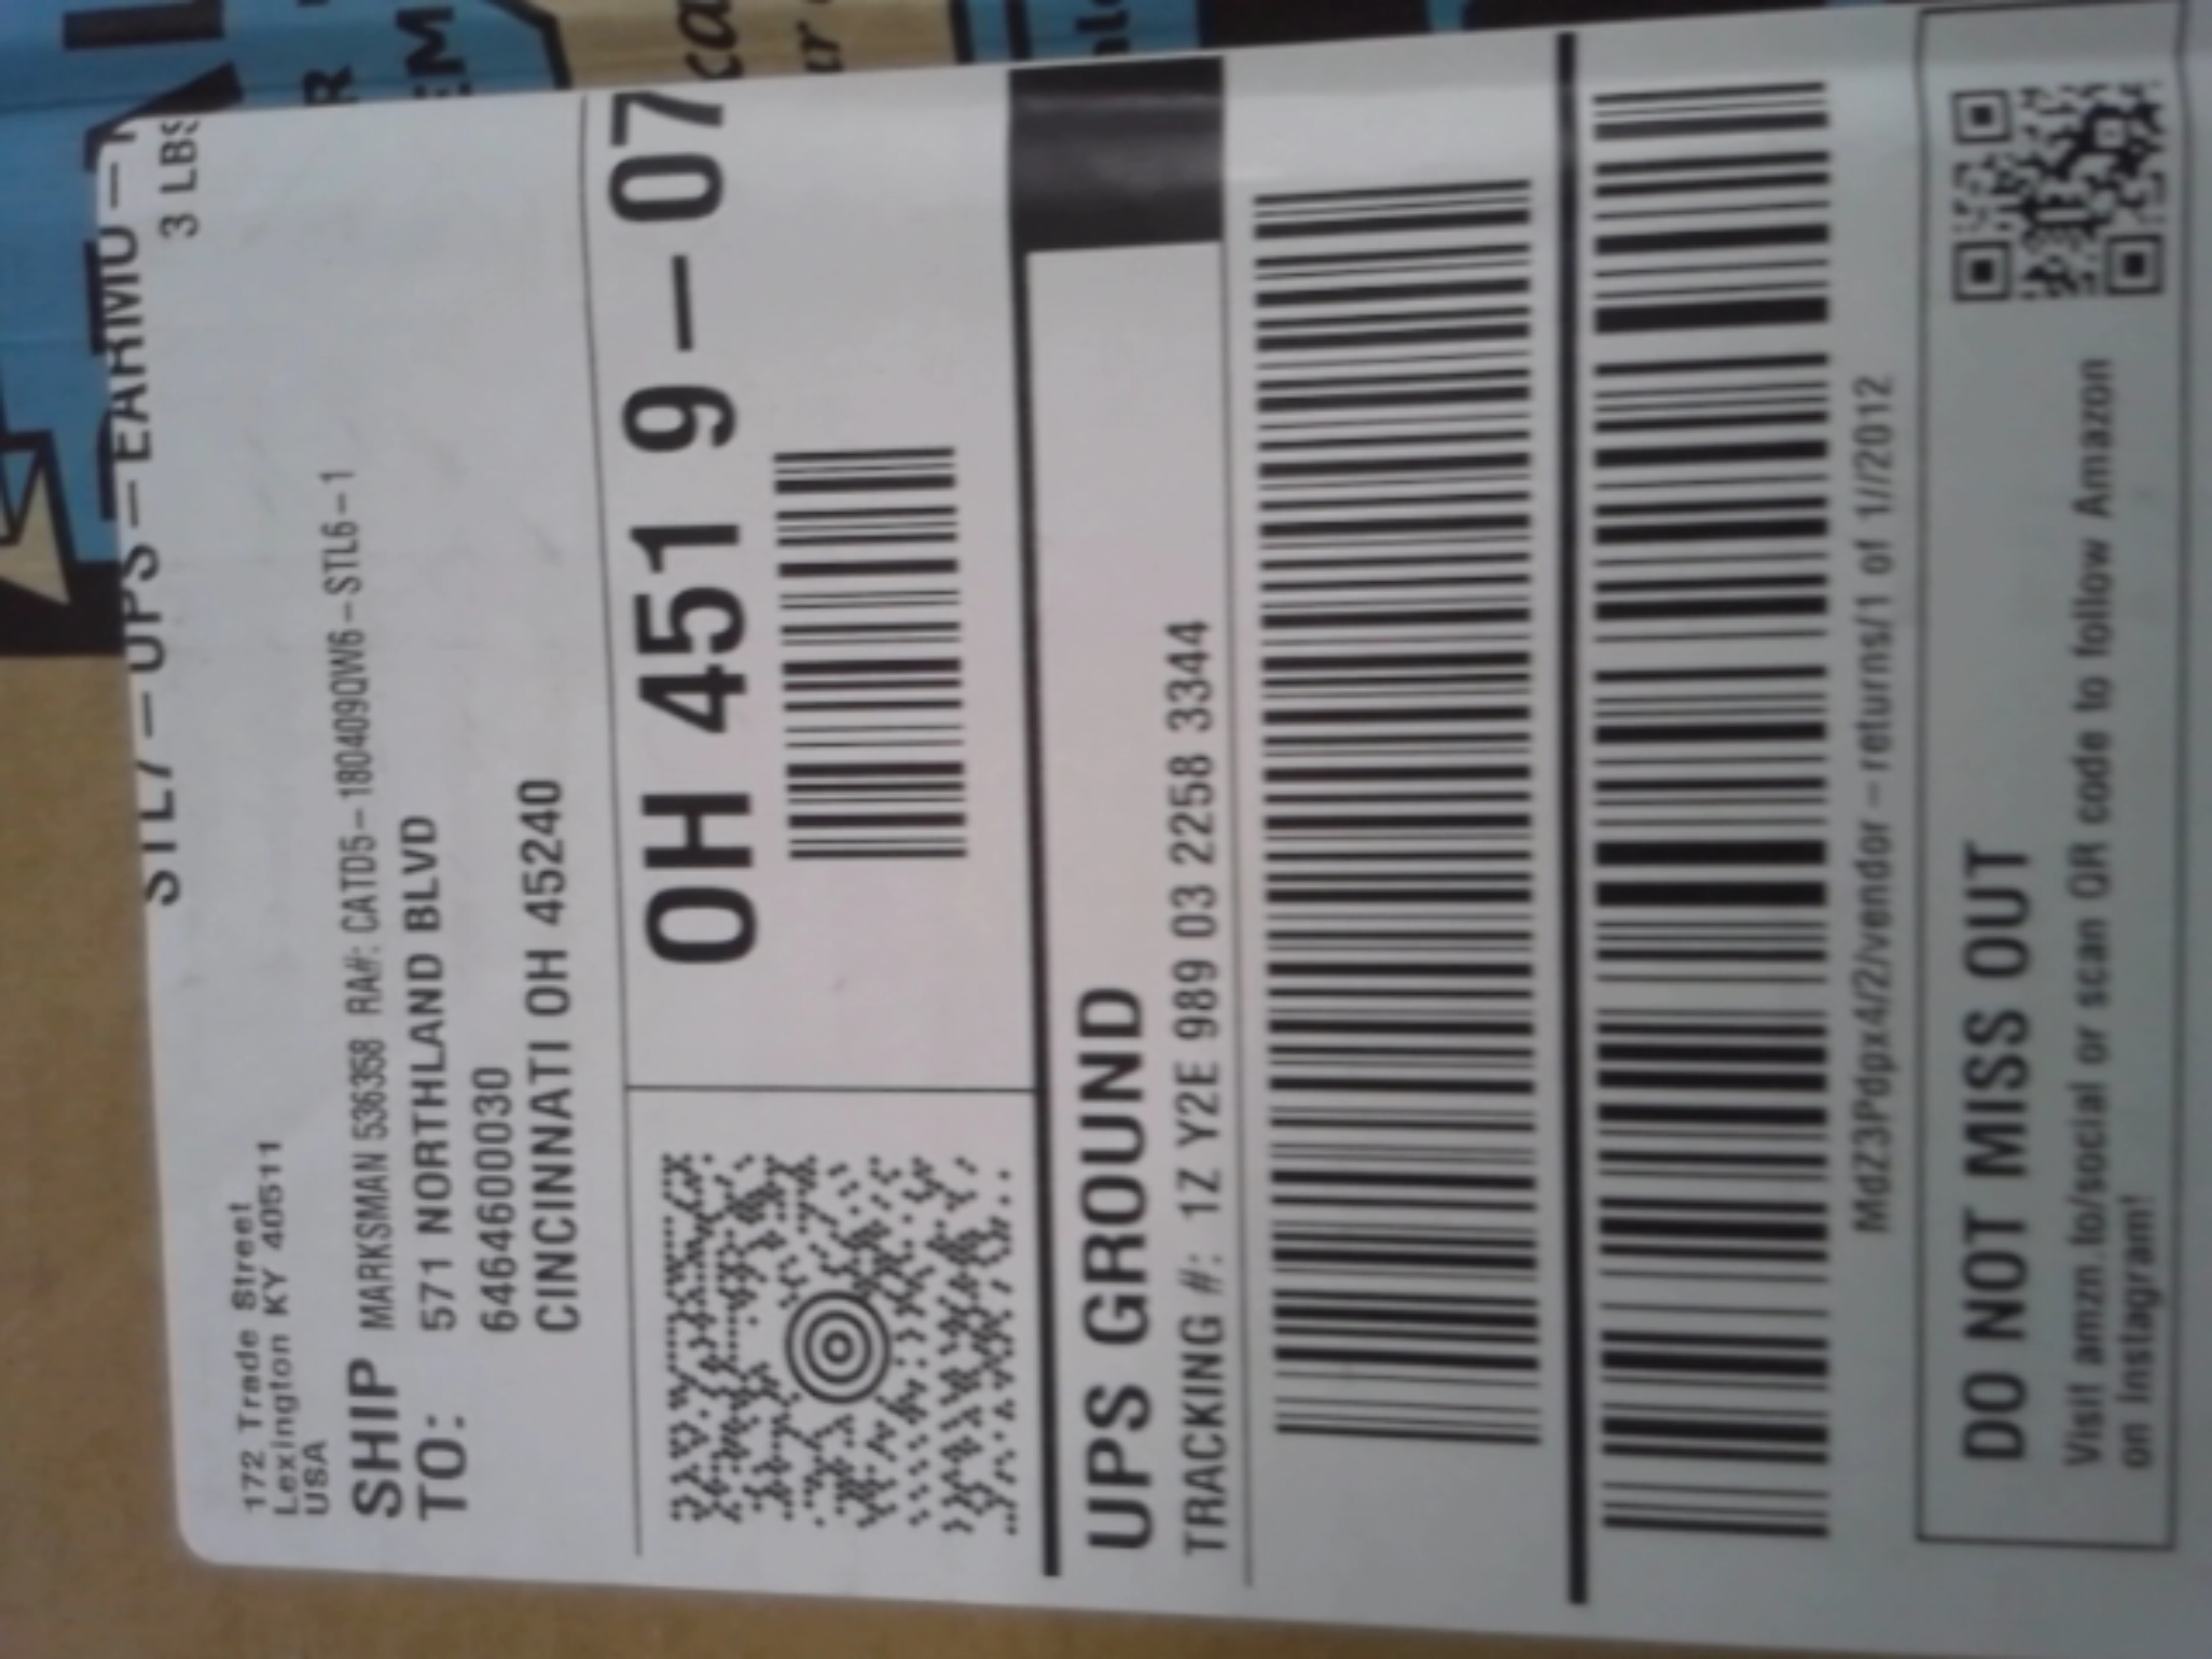 STL7-UPS-EARMU-
3 LBS
172 Trade Street
Lexington KY 40511
USA
SHIP TO:
MARKSMAN 536358 RA#: CATD5-180409QW6-STL6-1
571 NORTHLAND BLVD
6464600030
CINCINNATI OH 45240
OH 451 9-07
UPS GROUND
TRACKING #: 1Z Y2E 989 03 2258 3344
MdZ3Pdpx4/2/vendor-returns/1 of 1//2012
DO NOT MISS OUT
Visit amzn.to/social or scan QR code to follow Amazon
on Instagram!